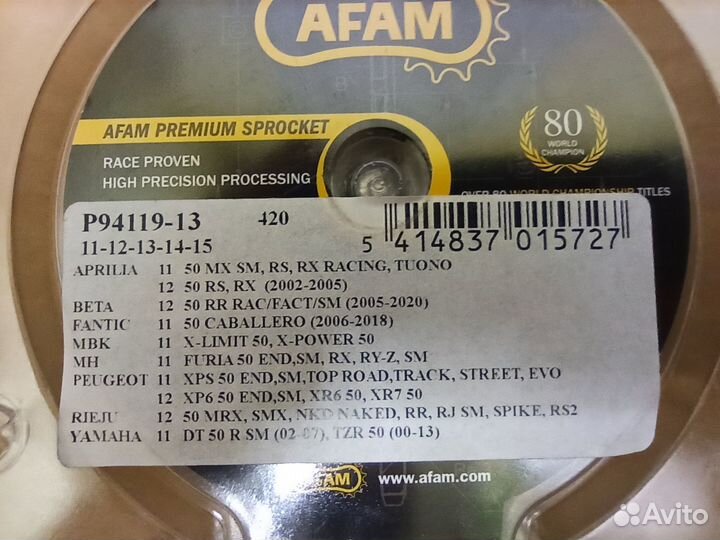 AFAM
AFAM PREMIUM SPROCKET
RACE PROVEN
HIGH PRECISION PROCESSING
80
WORLD
CHAMPION
OVER 80 WORLD CHAMPIONSHIP TITLES
P94119-13 420
11-12-13-14-15
5 414837 015727
APRILIA 11 50 MX SM, RS, RX RACING, TUONO
12 50 RS, RX (2002-2005)
BETA 12 50 RR RAC/FACT/SM (2005-2020)
FANTIC 11 50 CABALLERO (2006-2018)
MBK 11 X-LIMIT 50, X-POWER 50
MH 11 FURIA 50 END,SM, RX, RY-Z, SM
PEUGEOT 11 XPS 50 END,SM,TOP ROAD,TRACK, STREET, EVO
12 XP6 50 END,SM, XR6 50, XR7 50
RIEJU 12 50 MRX, SMX, NKD NAKED, RR, RJ SM, SPIKE, RS2
YAMAHA 11 DT 50 R SM (02-07), TZR 50 (00-13)
AFAM www.afam.com
Avito